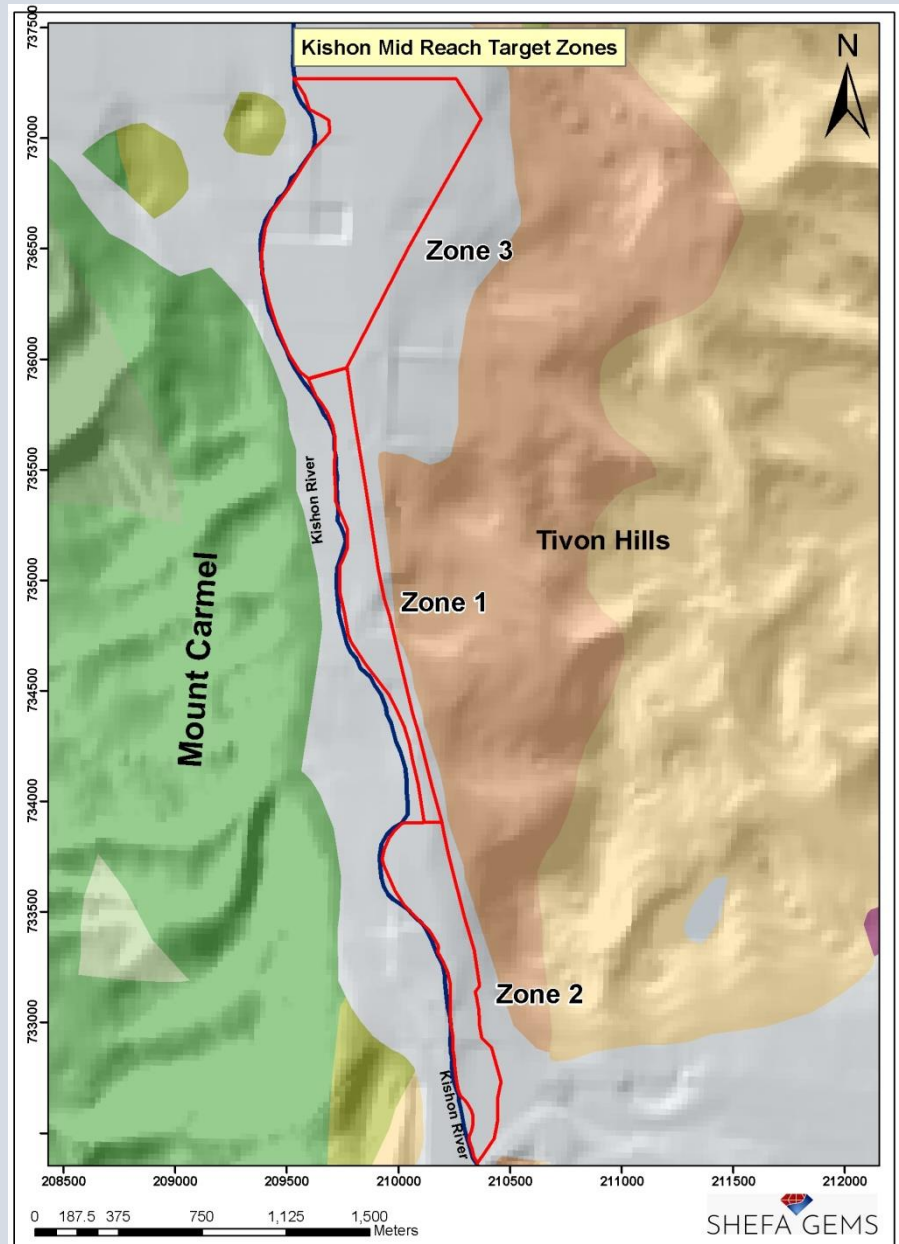 Kishon Mid Reach Target Zones
N
737500
737000
736500
736000
735500
735000
734500
734000
733500
733000
Zone 3
Kishon River
Tivon Hills
Zone 1
Mount Carmel
Zone 2
Kishon River
208500 209000 209500 210000 210500 211000 211500 212000
0 187.5 375 750 1,125 1,500
Meters
SHEFA GEMS